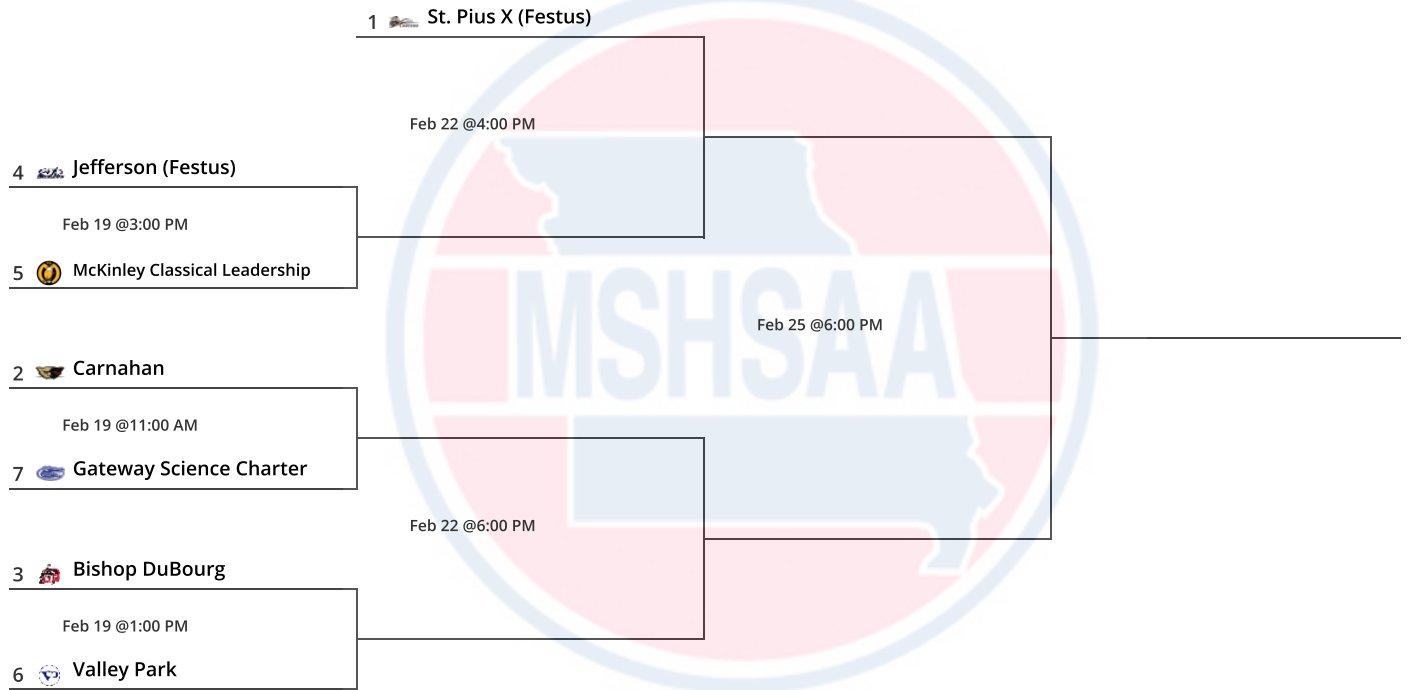 1 St. Pius X (Festus)
Feb 22 @4:00 PM
4 Jefferson (Festus)
Feb 19 @3:00 PM
5 McKinley Classical Leadership
MSHSAA
Feb 25 @6:00 PM
2 Carnahan
Feb 19 @11:00 AM
7 Gateway Science Charter
Feb 22 @6:00 PM
3 Bishop DuBourg
Feb 19 @1:00 PM
6 Valley Park